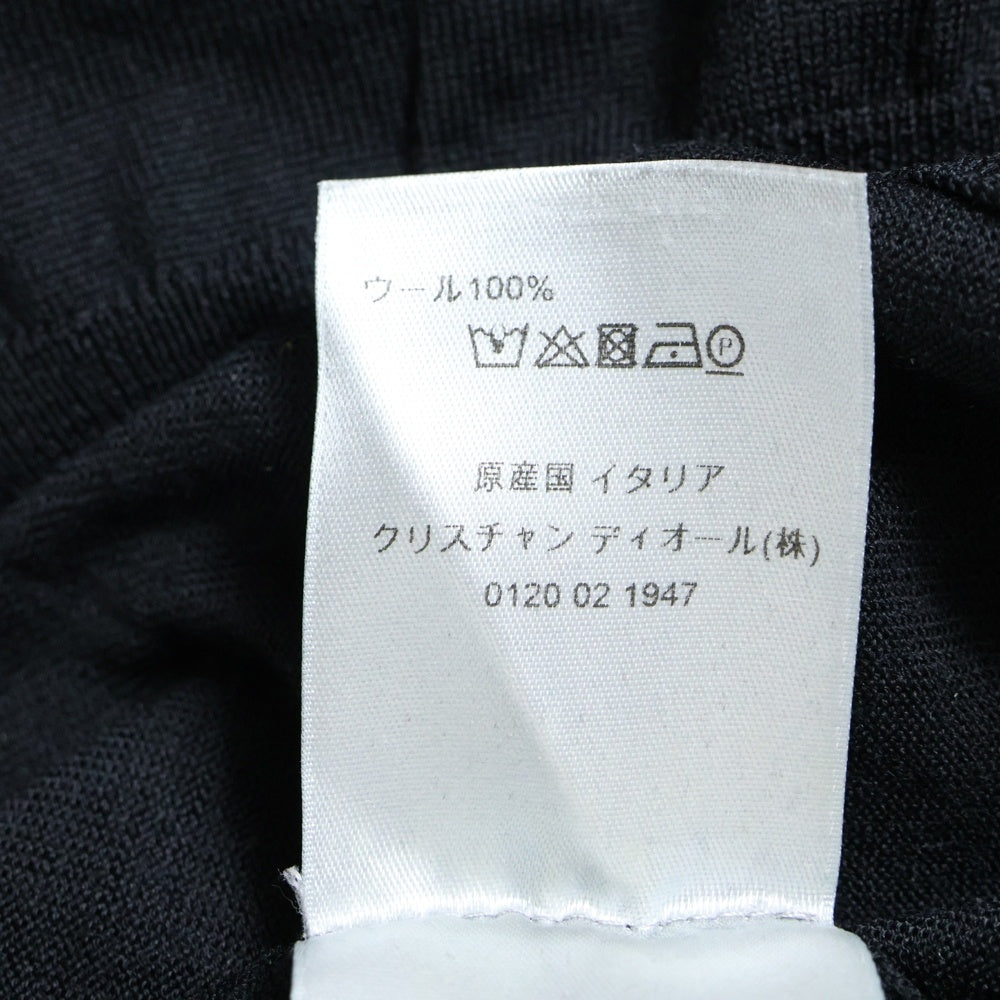 ウール100%
P
原産国 イタリア
クリスチャン ディオール(株)
0120 02 1947